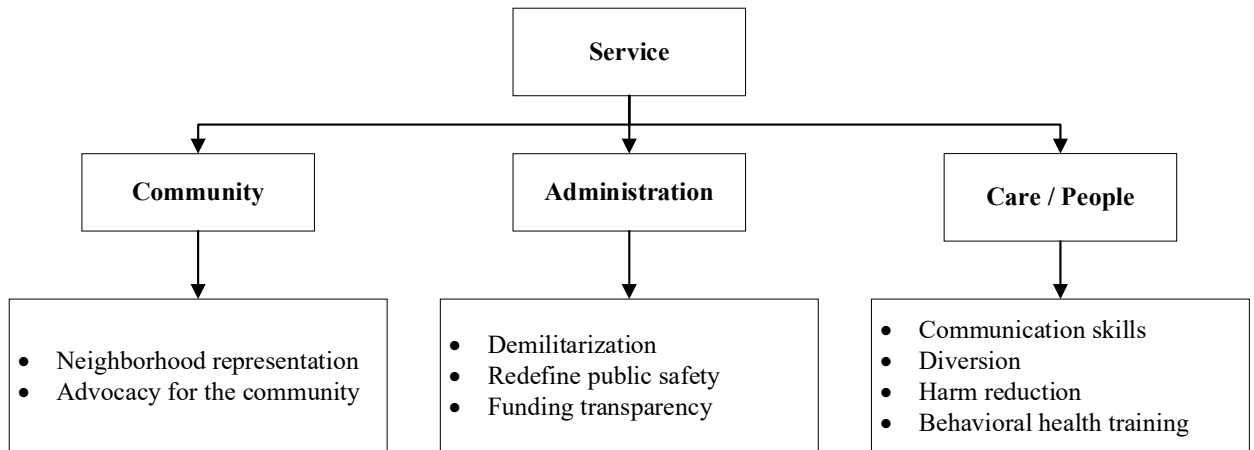 Service
Community
Administration
Care / People
• Neighborhood representation
• Advocacy for the community
• Demilitarization
• Redefine public safety
• Funding transparency
• Communication skills
• Diversion
• Harm reduction
• Behavioral health training